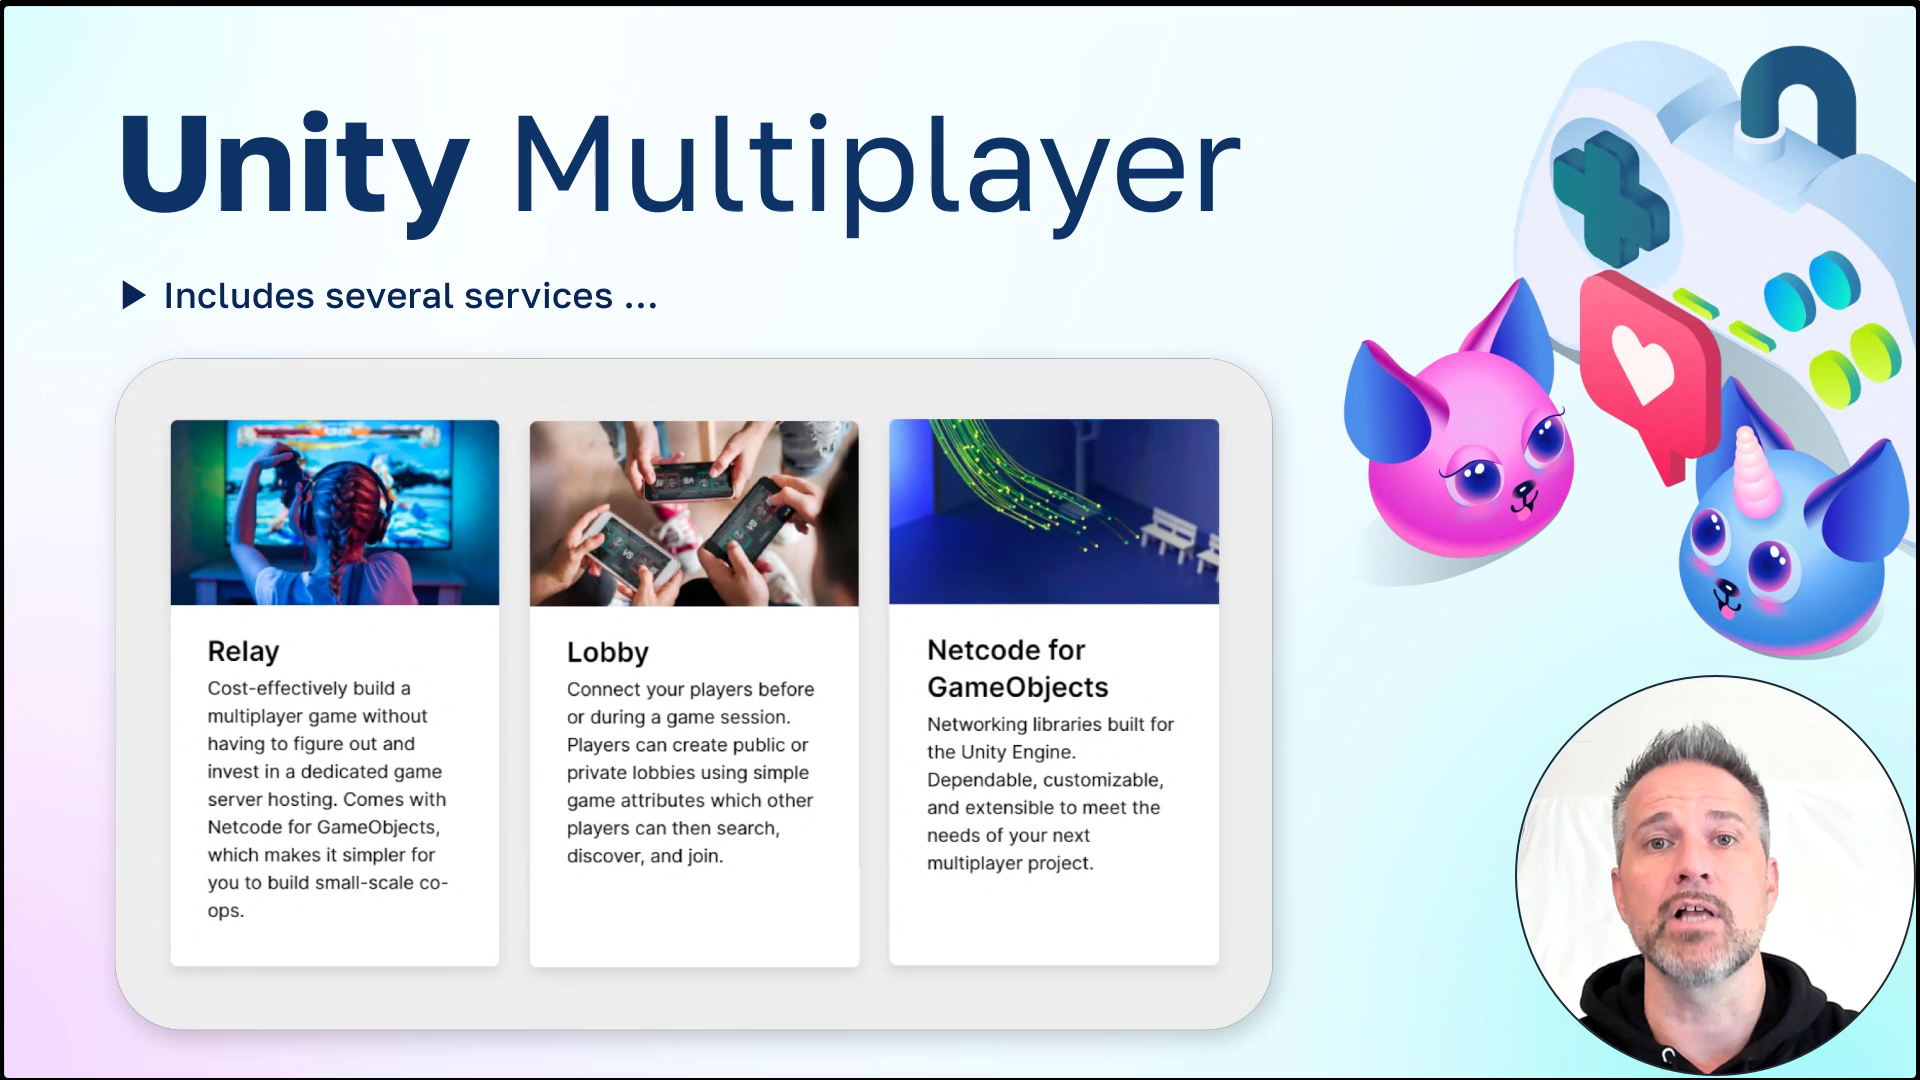 Unity Multiplayer
▶ Includes several services ...
Relay
Cost-effectively build a
multiplayer game without
having to figure out and
invest in a dedicated game
server hosting. Comes with
Netcode for GameObjects,
which makes it simpler for
you to build small-scale co-
ops.
Lobby
Connect your players before
or during a game session.
Players can create public or
private lobbies using simple
game attributes which other
players can then search,
discover, and join.
Netcode for
GameObjects
Networking libraries built for
the Unity Engine.
Dependable, customizable,
and extensible to meet the
needs of your next
multiplayer project.
VS
VS
VS